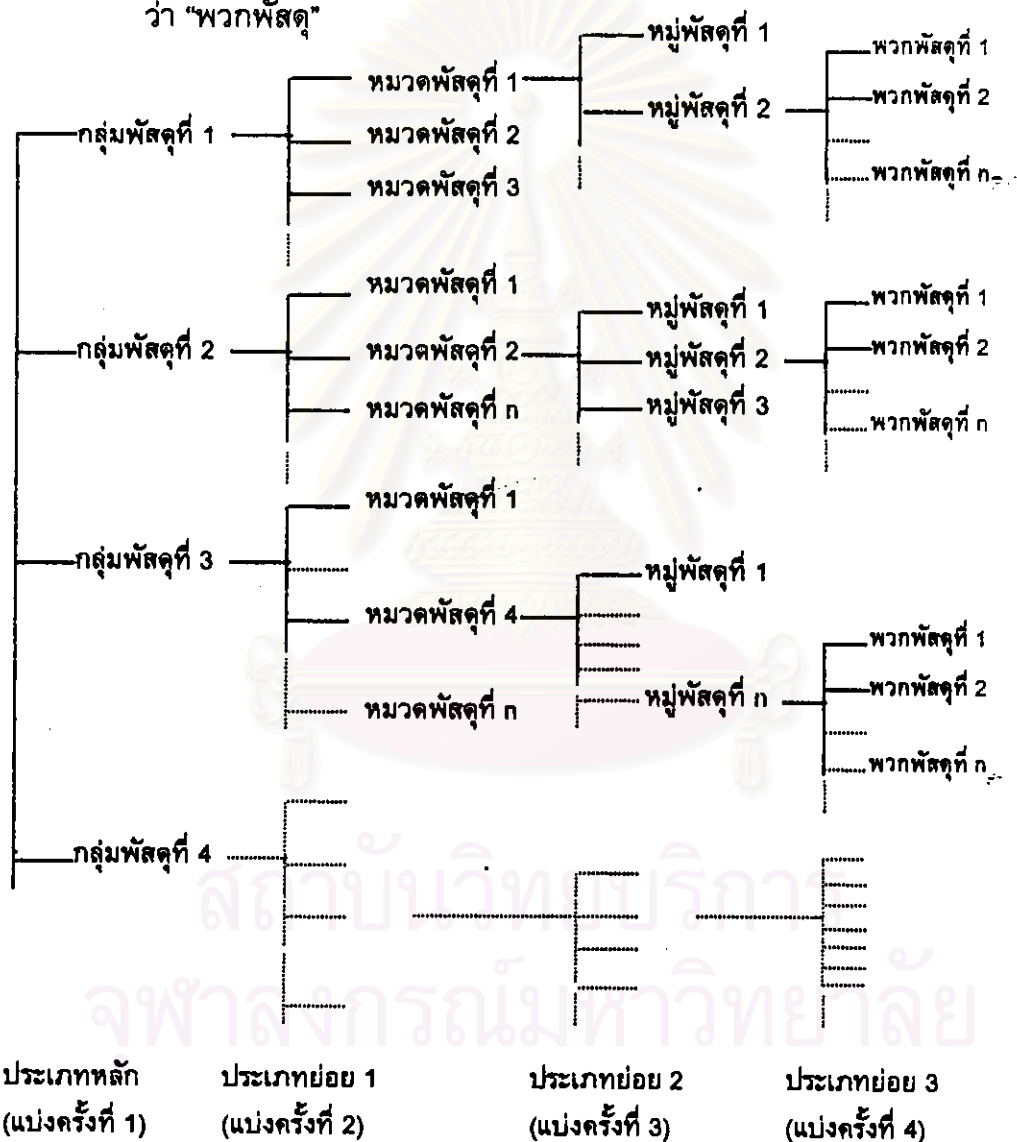 ว่า “พวกพัสดุ”
หมู่พัสดุที่ 1
พวกพัสดุที่ 1
หมวดพัสดุที่ 1
พวกพัสดุที่ 2
หมู่พัสดุที่ 2
กลุ่มพัสดุที่ 1
หมวดพัสดุที่ 2
พวกพัสดุที่ n
หมวดพัสดุที่ 3
หมวดพัสดุที่ 1
พวกพัสดุที่ 1
หมู่พัสดุที่ 1
กลุ่มพัสดุที่ 2
หมวดพัสดุที่ 2
หมู่พัสดุที่ 2
พวกพัสดุที่ 2
หมวดพัสดุที่ n
หมู่พัสดุที่ 3
พวกพัสดุที่ n
หมวดพัสดุที่ 1
กลุ่มพัสดุที่ 3
หมู่พัสดุที่ 1
หมวดพัสดุที่ 4
พวกพัสดุที่ 1
พวกพัสดุที่ 2
หมวดพัสดุที่ n
หมู่พัสดุที่ n
พวกพัสดุที่ n
กลุ่มพัสดุที่ 4
สถาบันวิทยบริการ
จุฬาลงกรณ์มหาวิทยาลัย
ประเภทหลัก ประเภทย่อย 1 ประเภทย่อย 2 ประเภทย่อย 3
(แบ่งครั้งที่ 1) (แบ่งครั้งที่ 2) (แบ่งครั้งที่ 3) (แบ่งครั้งที่ 4)